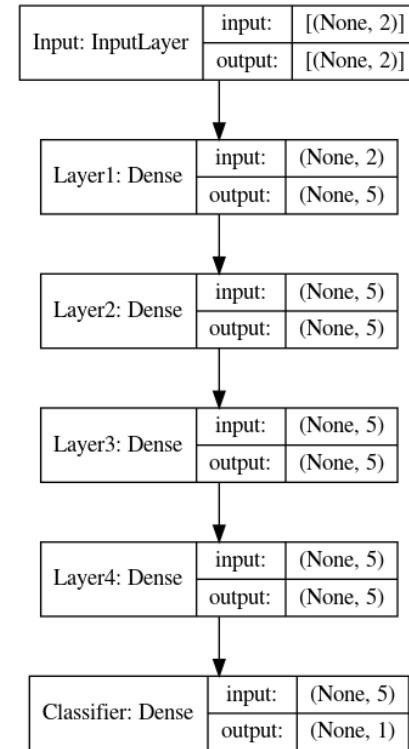 Input: InputLayer
input: [(None, 2)]
output: [(None, 2)]
Layer1: Dense
input: (None, 2)
output: (None, 5)
Layer2: Dense
input: (None, 5)
output: (None, 5)
Layer3: Dense
input: (None, 5)
output: (None, 5)
Layer4: Dense
input: (None, 5)
output: (None, 5)
Classifier: Dense
input: (None, 5)
output: (None, 1)